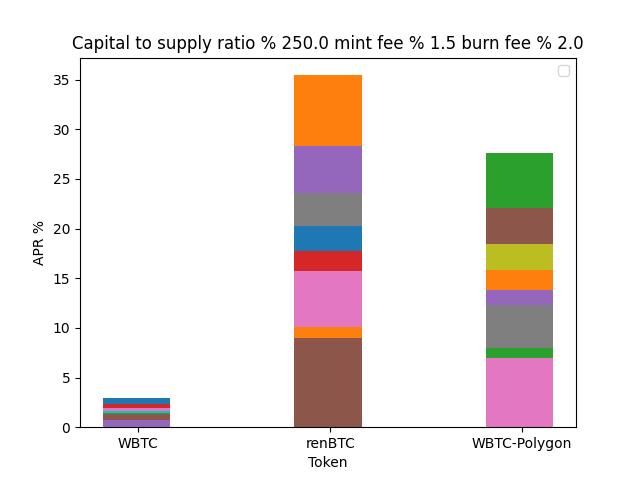 Capital to supply ratio % 250.0 mint fee % 1.5 burn fee % 2.0
35
30
25
20
15
10
5
0
APR %
WBTC renBTC WBTC-Polygon
Token